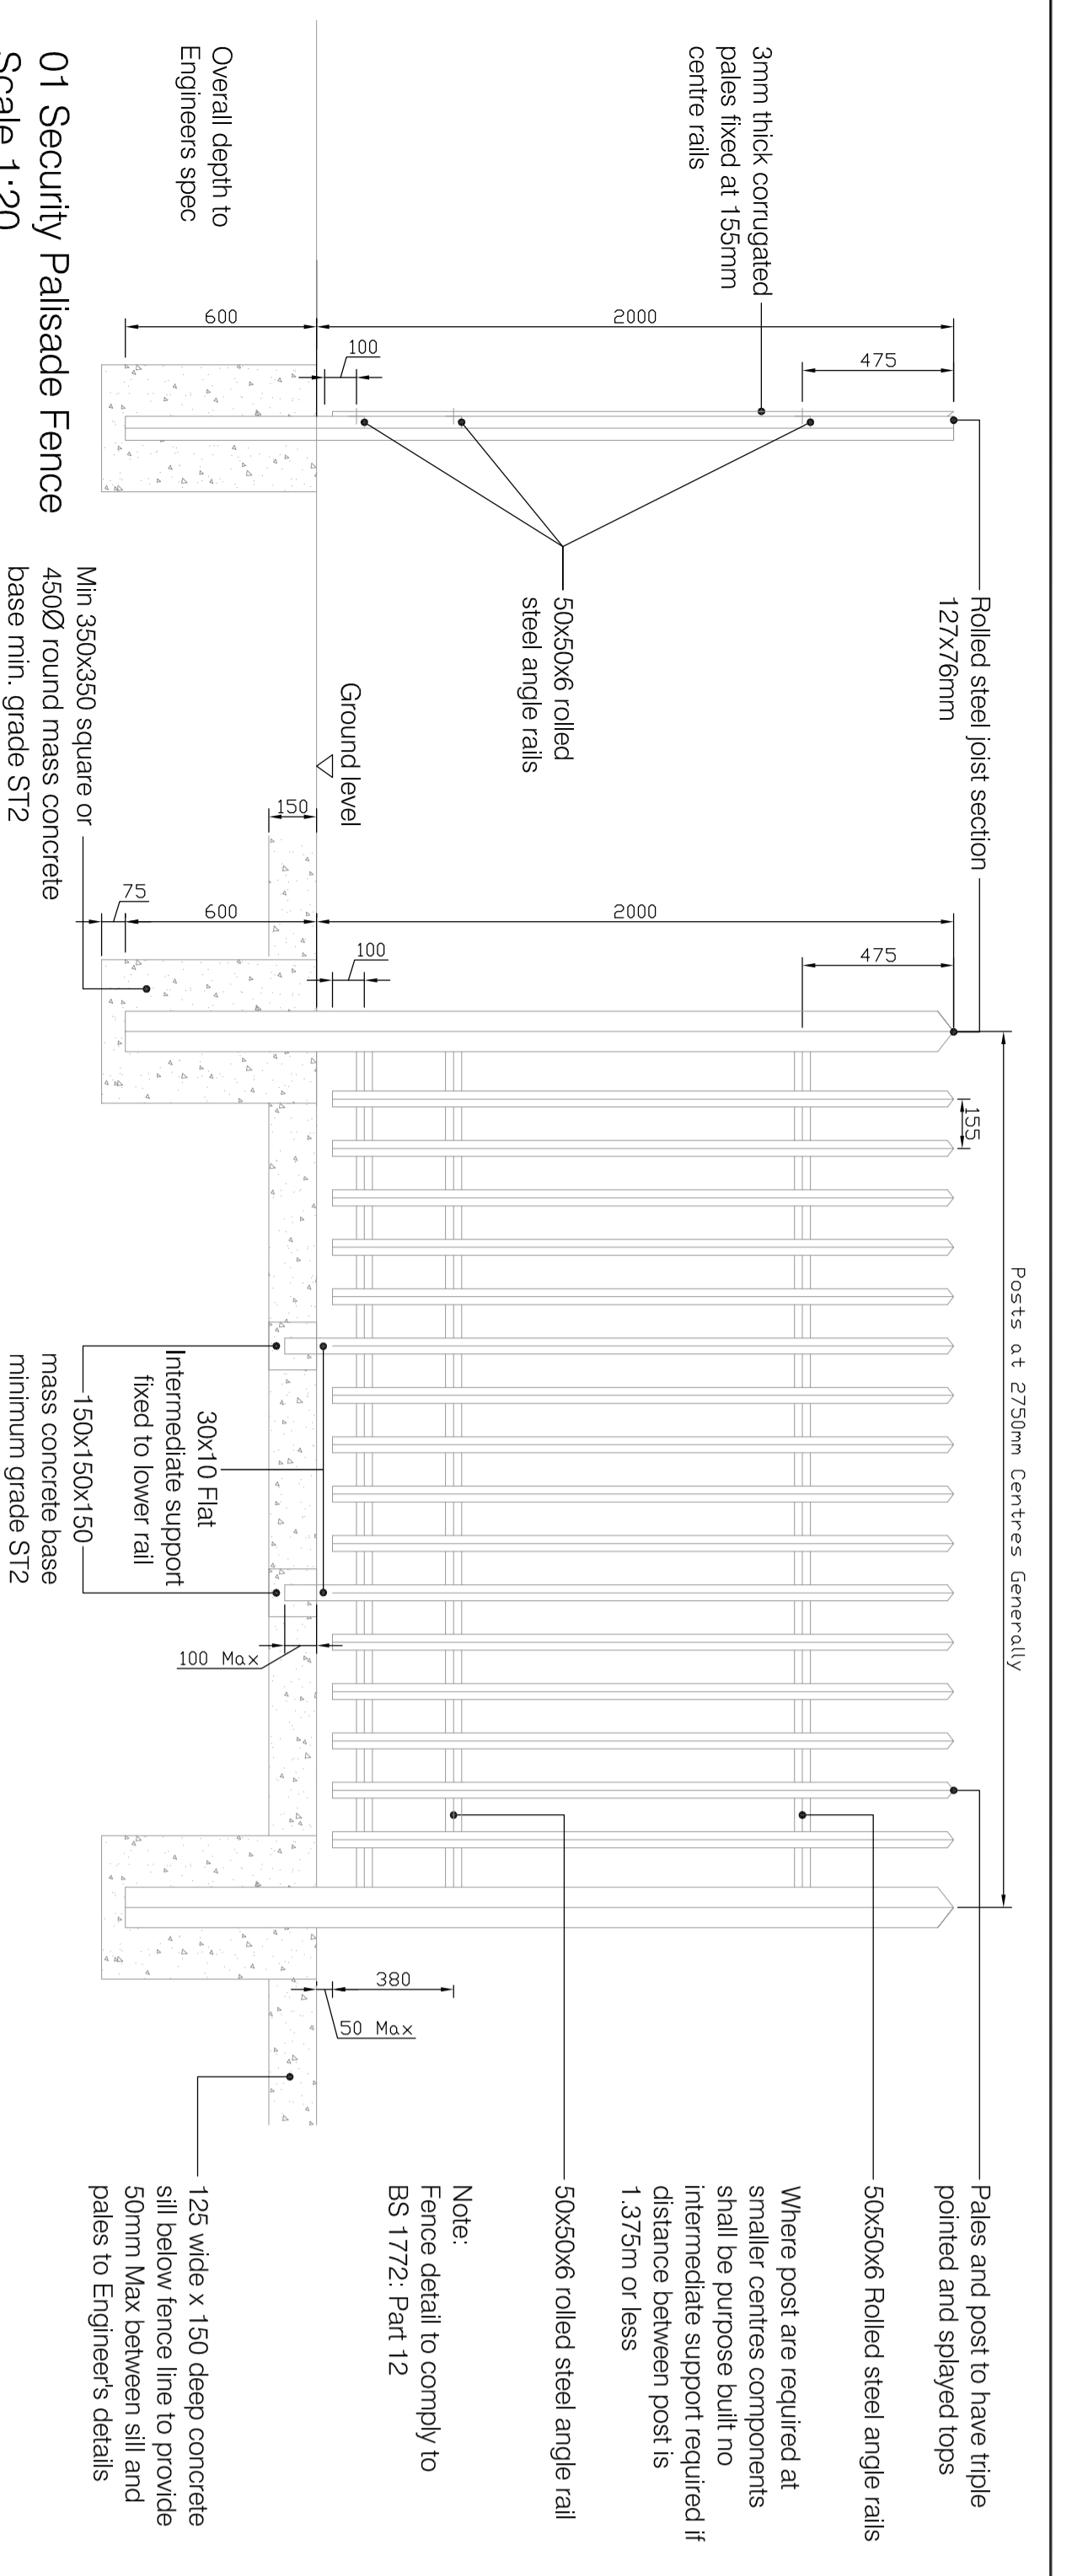 Rolled steel joist section
127x76mm
Posts at 2750mm Centres Generally
Pales and post to have triple
pointed and splayed tops
50x50x6 Rolled steel angle rails
Where post are required at
smaller centres components
shall be purpose built no
intermediate support required if
distance between post is
1.375m or less
50x50x6 rolled steel angle rail
Note:
Fence detail to comply to
BS 1772: Part 12
125 wide x 150 deep concrete
sill below fence line to provide
50mm Max between sill and
pales to Engineer's details
3mm thick corrugated
pales fixed at 155mm
centre rails
50x50x6 rolled
steel angle rails
Ground level
475
2000
100
600
475
2000
155
100
150
600
75
380
50 Max
100 Max
Overall depth to
Engineers spec
30x10 Flat
Intermediate support
fixed to lower rail
150x150x150
mass concrete base
minimum grade ST2
Min 350x350 square or
450Ø round mass concrete
base min. grade ST2
01 Security Palisade Fence
Scale 1:20